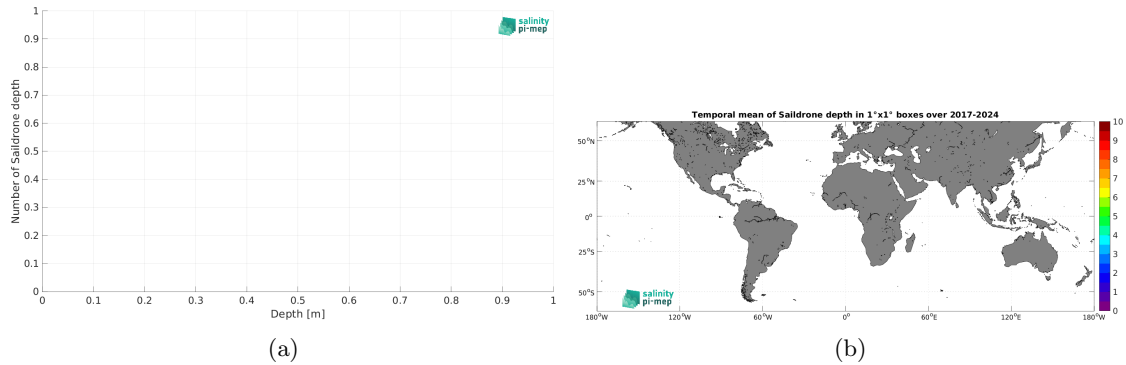 1
0.9
0.8
0.7
0.6
0.5
0.4
0.3
0.2
0.1
0
Number of Saildrone depth
0 0.1 0.2 0.3 0.4 0.5 0.6 0.7 0.8 0.9 1
Depth [m]
salinity
pi-mep
(a)
Temporal mean of Saildrone depth in 1°x1° boxes over 2017-2024
50°N
25°N
0°
25°S
50°S
180°W 120°W 60°W 0° 60°E 120°E 180°W
10
9
8
7
6
5
4
3
2
1
0
salinity
pi-mep
(b)